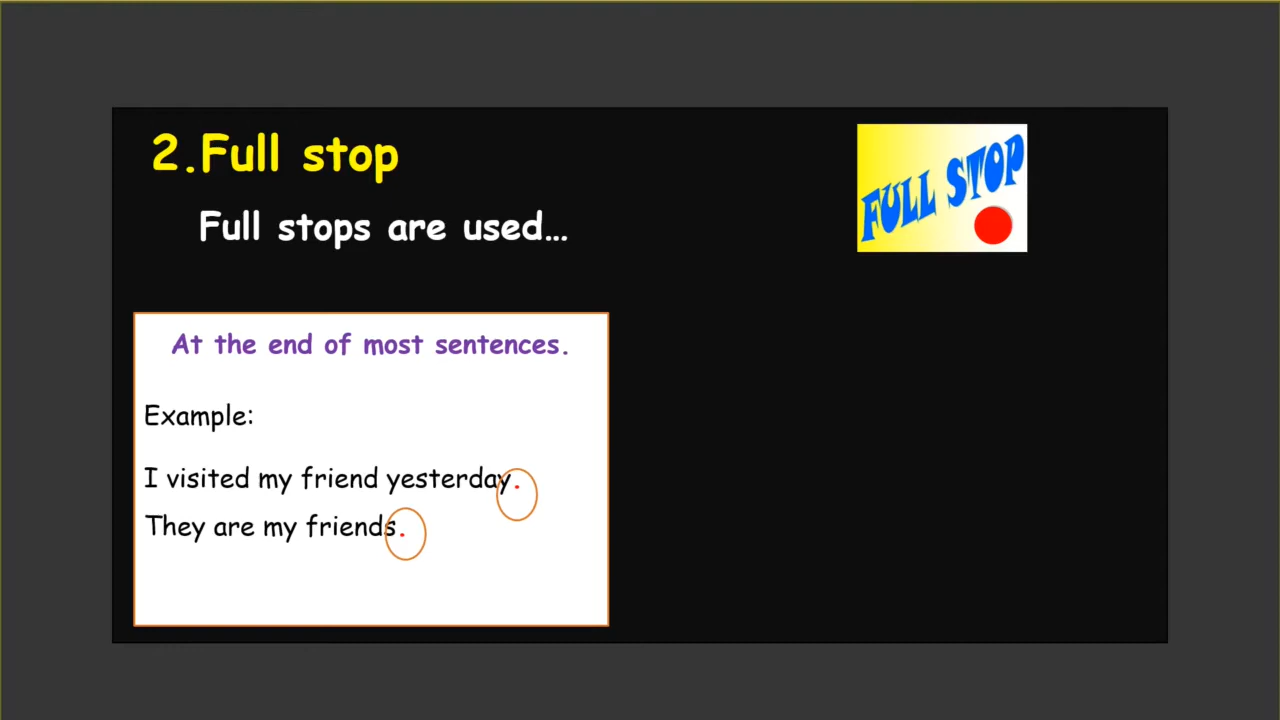 2.Full stop
FULL STOP
Full stops are used...
At the end of most sentences.
Example:
I visited my friend yesterday.
They are my friends.